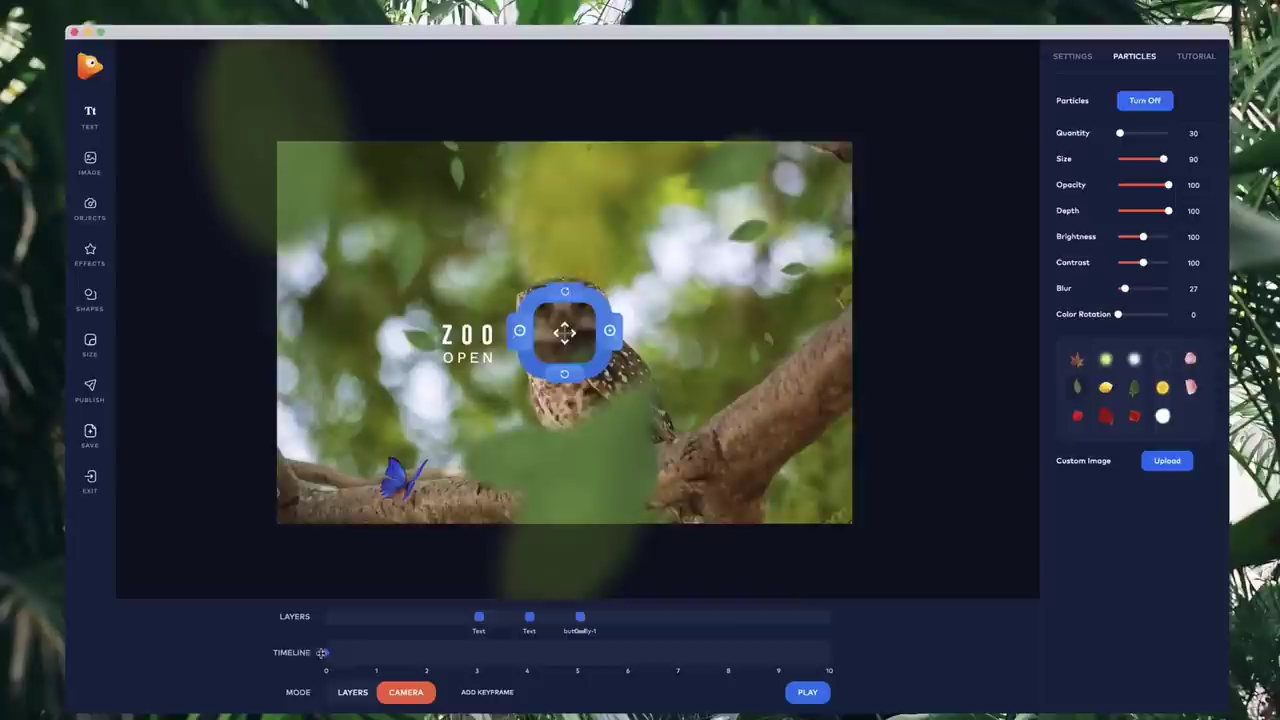 SETTINGS PARTICLES TUTORIAL
Tt
TEXT
IMAGE
OBJECTS
EFFECTS
SHAPES
SIZE
PUBLISH
SAVE
EXIT
ZOO
OPEN
Particles Turn Off
Quantity 30
Size 90
Opacity 100
Depth 100
Brightness 100
Contrast 100
Blur 27
Color Rotation 0
Custom Image Upload
LAYERS
Text Text
TIMELINE
0 1 2 3 4 5 6 7 8 9 10
MODE LAYERS CAMERA ADD KEYFRAME PLAY